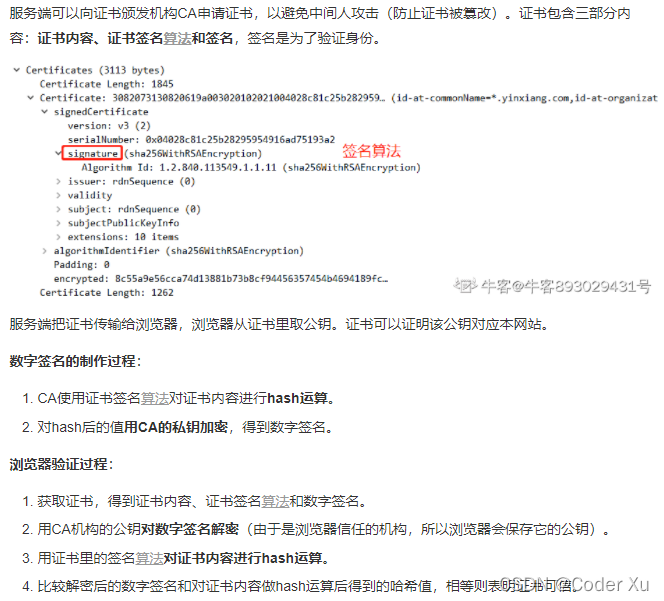 服务端可以向证书颁发机构CA申请证书，以避免中间人攻击（防止证书被篡改）。证书包含三部分内
容：证书内容、证书签名算法和签名，签名是为了验证身份。
Certificates (3113 bytes)
Certificate Length: 1845
Certificate: 3082073130820619a003020102021004028c81c25b282959… (id-at-commonName=*.yinxiang.com,id-at-organizat
signedCertificate
version: v3 (2)
serialNumber: 0x04028c81c25b28295954916ad75193a2
signature (sha256WithRSAEncryption) 签名算法
Algorithm Id: 1.2.840.113549.1.1.11 (sha256WithRSAEncryption)
issuer: rdnSequence (0)
validity
subject: rdnSequence (0)
subjectPublicKeyInfo
extensions: 10 items
algorithmIdentifier (sha256WithRSAEncryption)
Padding: 0
encrypted: 8c55a9e56cca74d13881b73b8cf94456357454b4694189fc…
Certificate Length: 1262
牛客@牛客893029431号
服务端把证书传输给浏览器，浏览器从证书里取公钥。证书可以证明该公钥对应本网站。
数字签名的制作过程：
1. CA使用证书签名算法对证书内容进行hash运算。
2. 对hash后的值用CA的私钥加密，得到数字签名。
浏览器验证过程：
1. 获取证书，得到证书内容、证书签名算法和数字签名。
2. 用CA机构的公钥对数字签名解密（由于是浏览器信任的机构，所以浏览器会保存它的公钥）。
3. 用证书里的签名算法对证书内容进行hash运算。
4. 比较解密后的数字签名和对证书内容做hash运算后得到的哈希值，相等则表明证书可信。
CSDN @Coder Xu